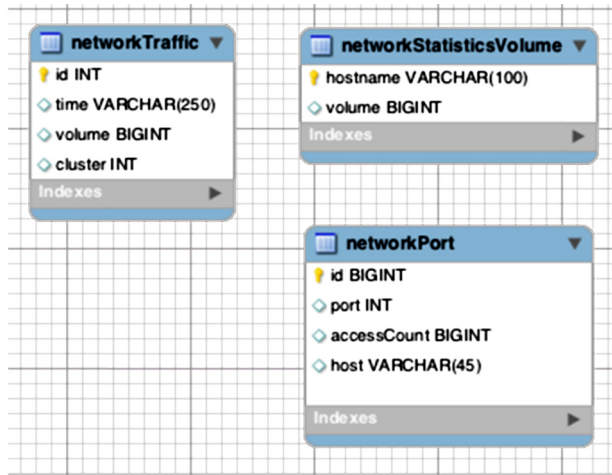 networkTraffic
id INT
time VARCHAR(250)
volume BIGINT
cluster INT
Indexes
networkStatisticsVolume
hostname VARCHAR(100)
volume BIGINT
Indexes
networkPort
id BIGINT
port INT
accessCount BIGINT
host VARCHAR(45)
Indexes